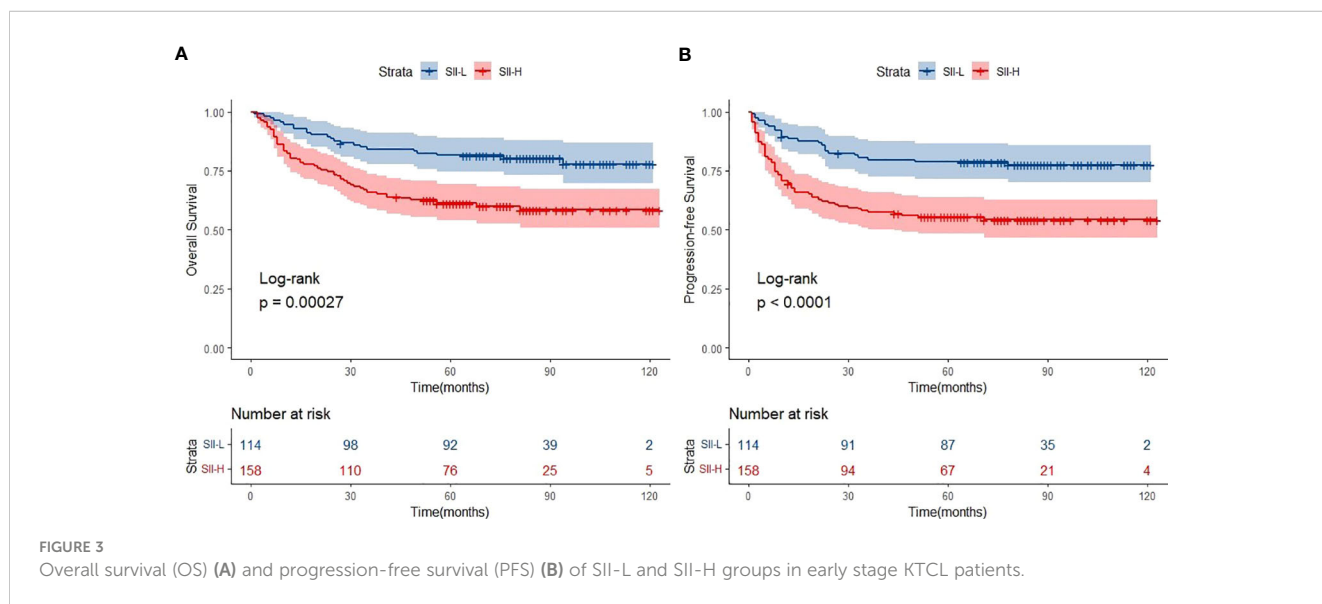 A
Strata SII-L SII-H
1.00
0.75
0.50
0.25
0.00
Overall Survival
Log-rank
p = 0.00027
0 30 60 90 120
Time(months)
Number at risk
Strata
SII-L 114 98 92 39 2
SII-H 158 110 76 25 5
0 30 60 90 120
Time(months)
B
Strata SII-L SII-H
1.00
0.75
0.50
0.25
0.00
Progression-free Survival
Log-rank
p < 0.0001
0 30 60 90 120
Time(months)
Number at risk
Strata
SII-L 114 91 87 35 2
SII-H 158 94 67 21 4
0 30 60 90 120
Time(months)
FIGURE 3
Overall survival (OS) (A) and progression-free survival (PFS) (B) of SII-L and SII-H groups in early stage KTCL patients.